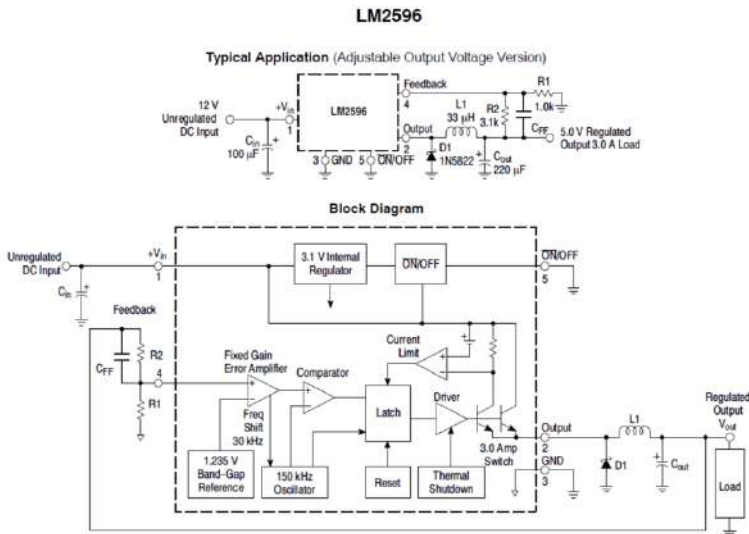 LM2596
Typical Application (Adjustable Output Voltage Version)
Feedback
4
R1
1.0k
12 V
Unregulated
DC Input
+Vin
1
LM2596
L1
33 µH
R2
3.1k
Output
2
CFF
5.0 V Regulated
Output 3.0 A Load
Cin
100 µF
3
GND
5
ON/OFF
D1
1N5822
Cout
220 µF
Block Diagram
Unregulated
DC Input
+Vin
1
3.1 V Internal
Regulator
ON/OFF
ON/OFF
5
Cin
Feedback
CFF
R2
4
R1
Current
Limit
Fixed Gain
Error Amplifier
Comparator
Freq
Shift
30 kHz
Latch
Driver
3.0 Amp
Switch
Output
2
GND
3
L1
Regulated
Output
Vout
D1
Cout
Load
1.235 V
Band-Gap
Reference
150 kHz
Oscillator
Reset
Thermal
Shutdown